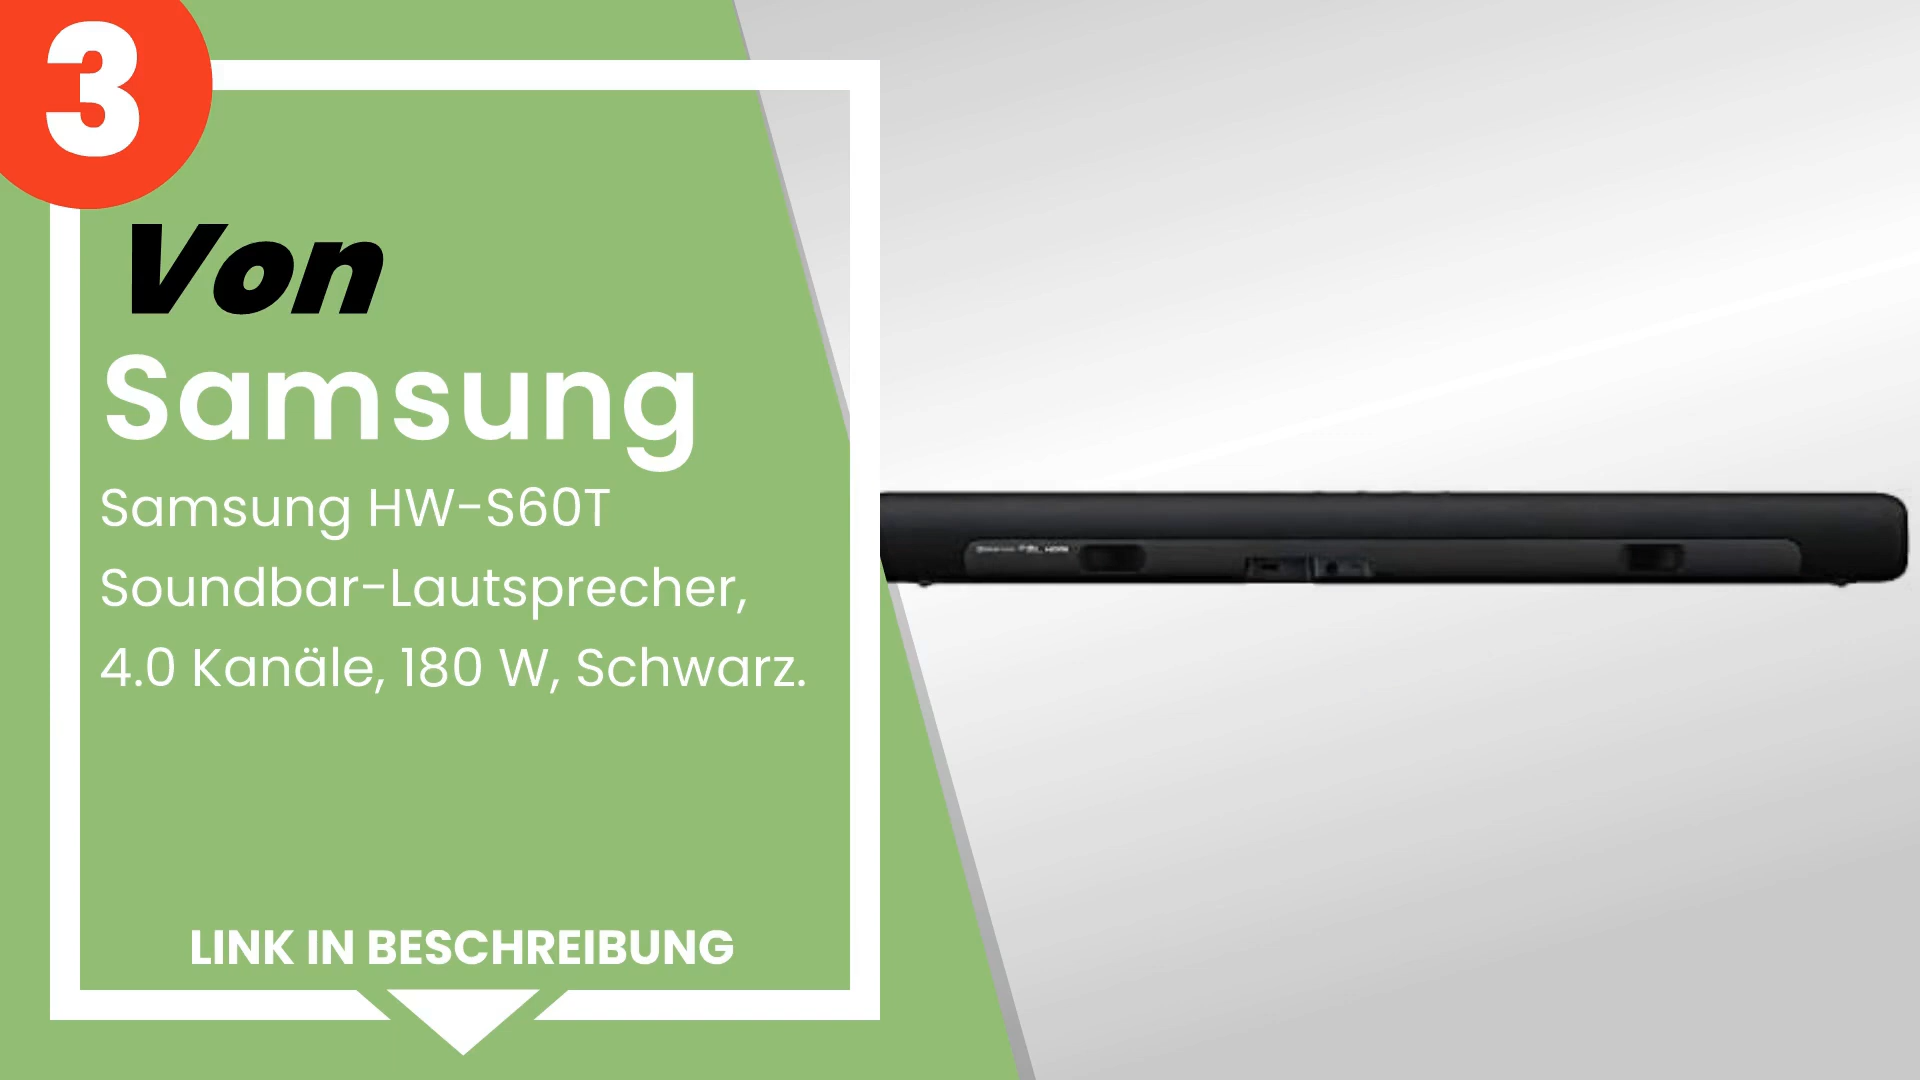 3
Von
Samsung
Samsung HW-S60T
Soundbar-Lautsprecher,
4.0 Kanäle, 180 W, Schwarz.
LINK IN BESCHREIBUNG